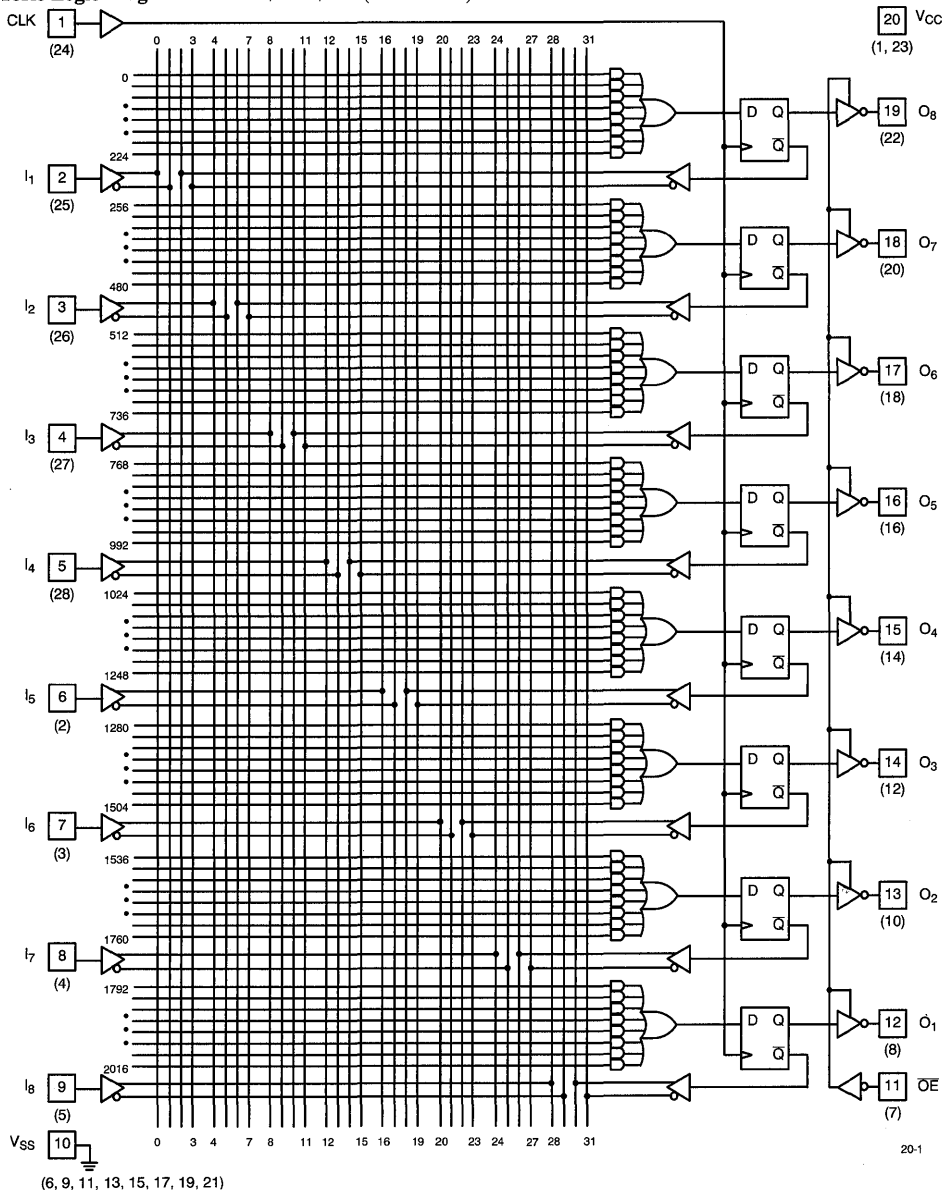 CLK 1 20 VCC
(24) (1, 23)
0 3 4 7 8 11 12 15 16 19 20 23 24 27 28 31
0
D Q 19 O8
Q (22)
224
I1 2
(25)
256
D Q 18 O7
Q (20)
480
I2 3
(26)
512
D Q 17 O6
Q (18)
736
I3 4
(27)
768
D Q 16 O5
Q (16)
992
I4 5
(28)
1024
D Q 15 O4
Q (14)
1248
I5 6
(2)
1280
D Q 14 O3
Q (12)
1504
I6 7
(3)
1536
D Q 13 O2
Q (10)
1760
I7 8
(4)
1792
D Q 12 O1
Q (8)
2016
I8 9 11 OE
(5) (7)
0 3 4 7 8 11 12 15 16 19 20 23 24 27 28 31
VSS 10
20-1
(6, 9, 11, 13, 15, 17, 19, 21)